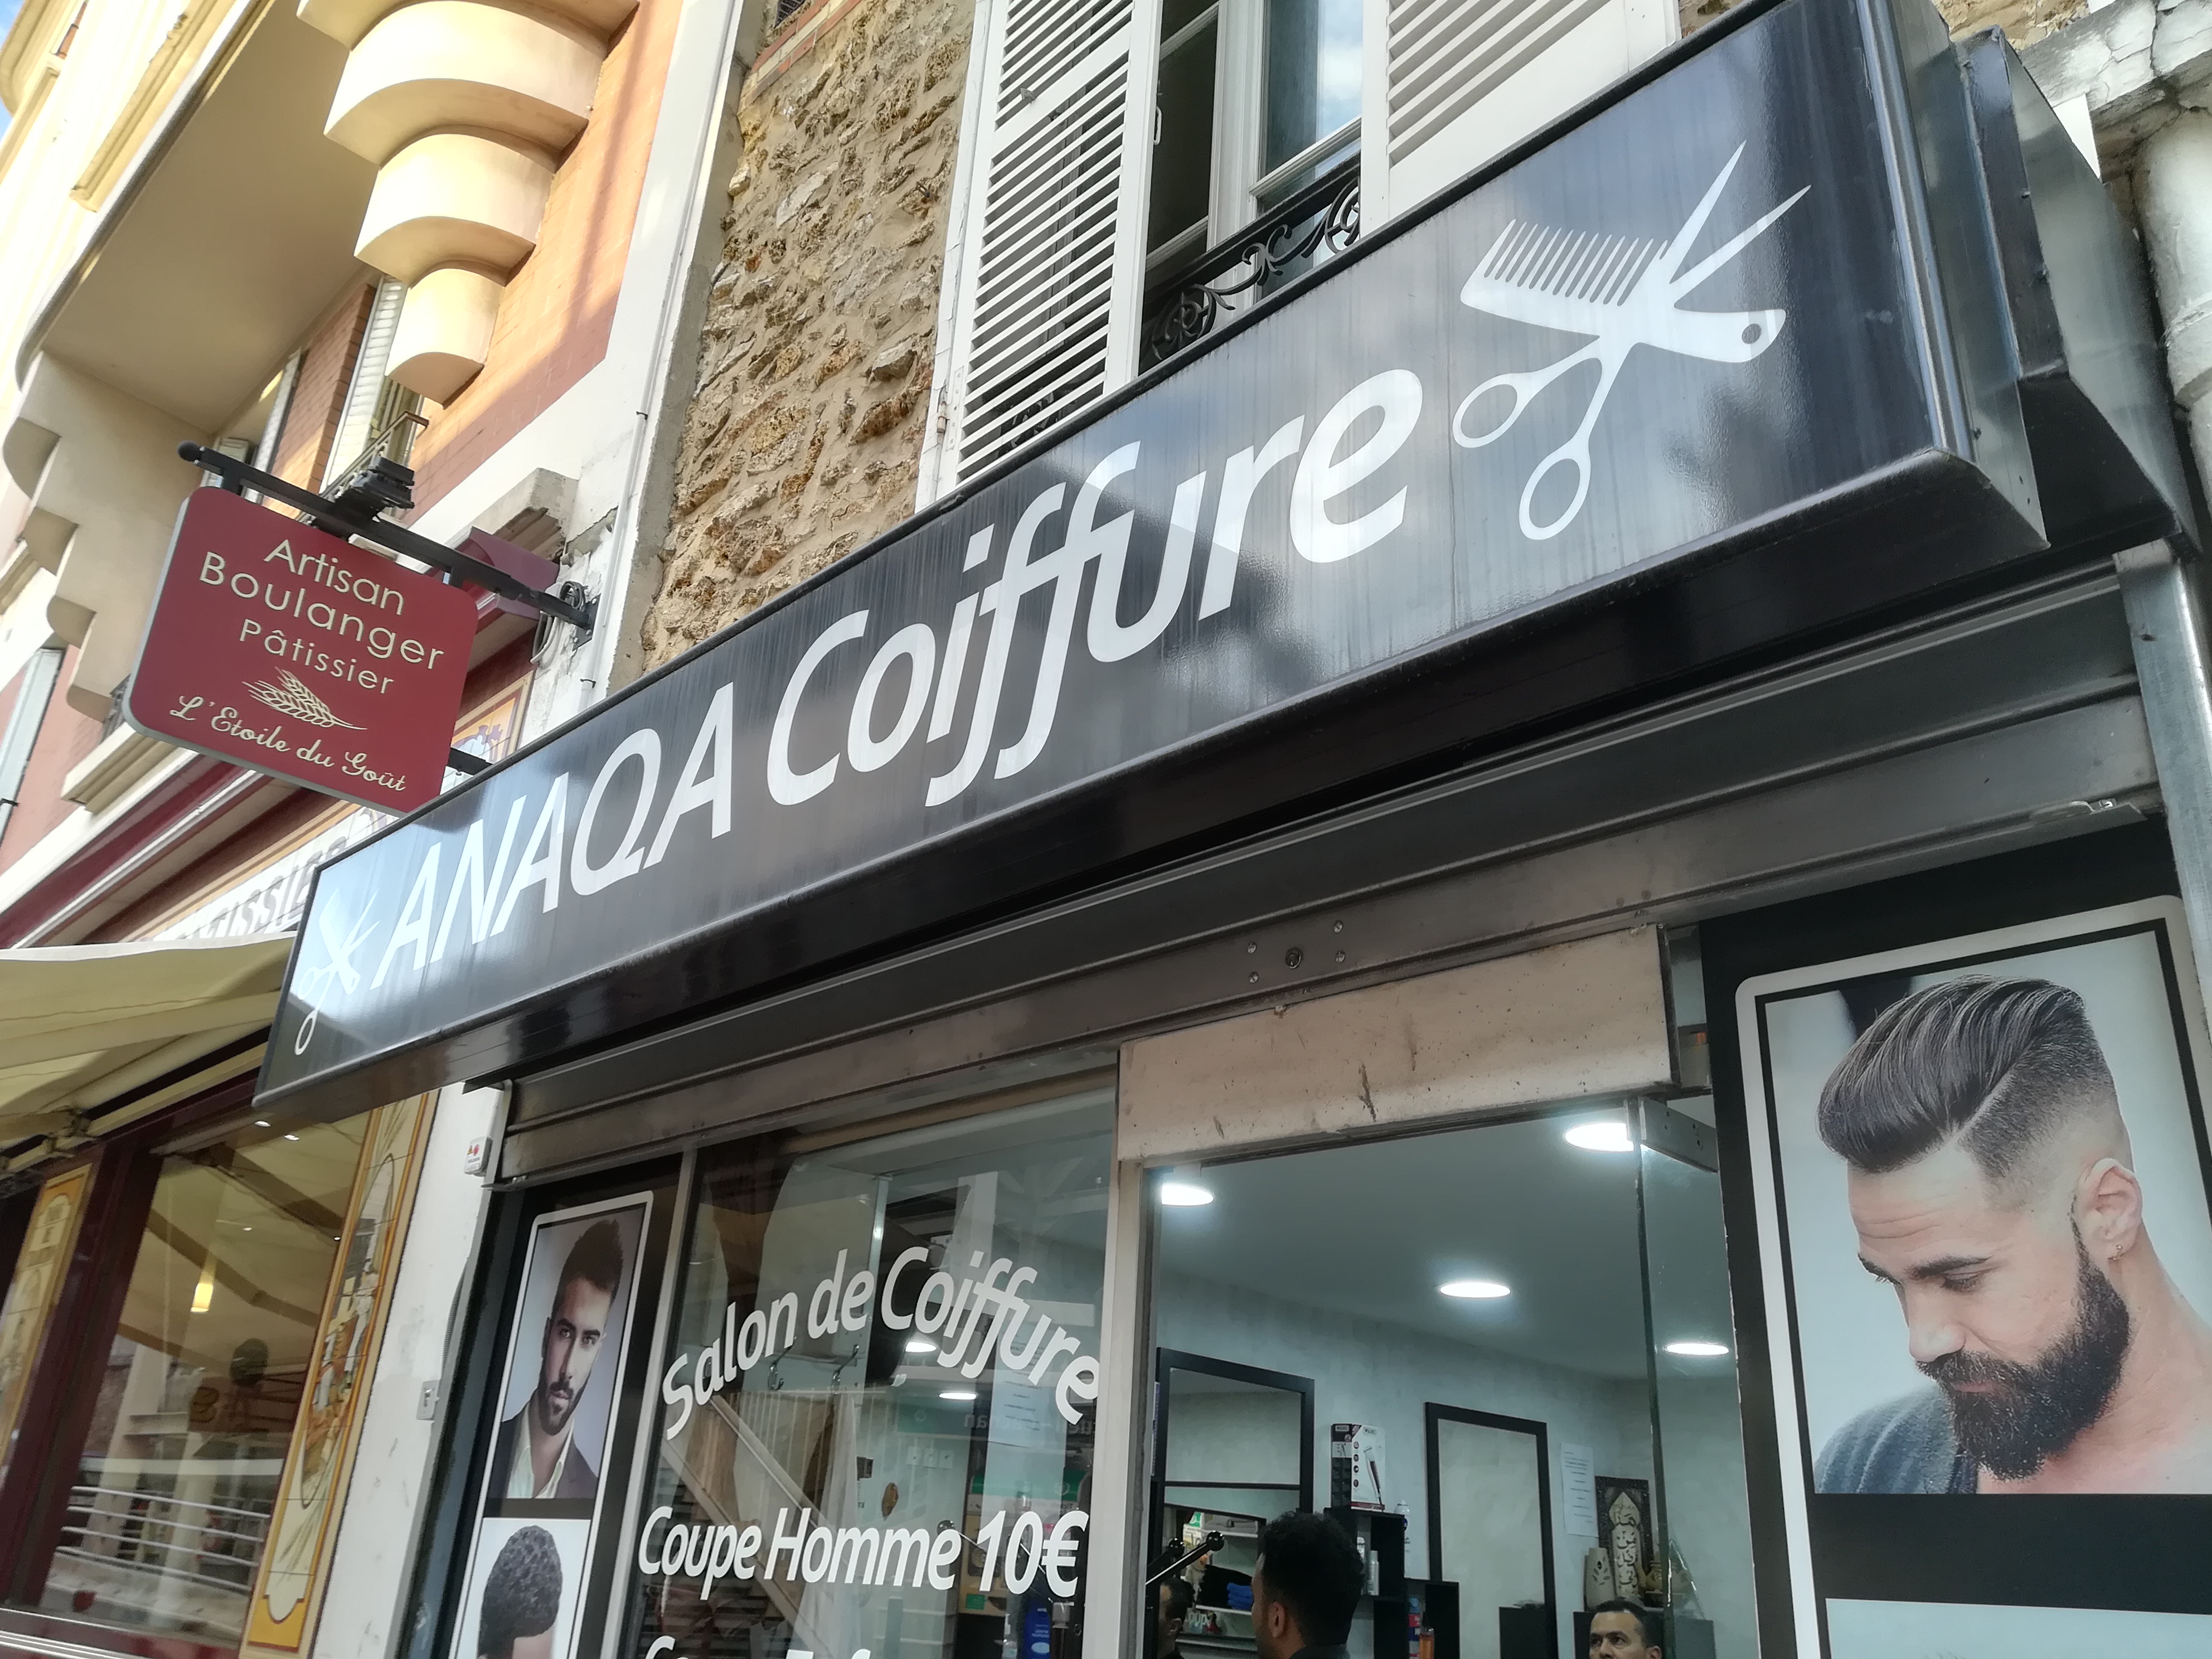 Artisan
Boulanger
Pâtissier
L'Etoile du Goût
ANAQA Coiffure
Salon de Coiffure
Coupe Homme 10€